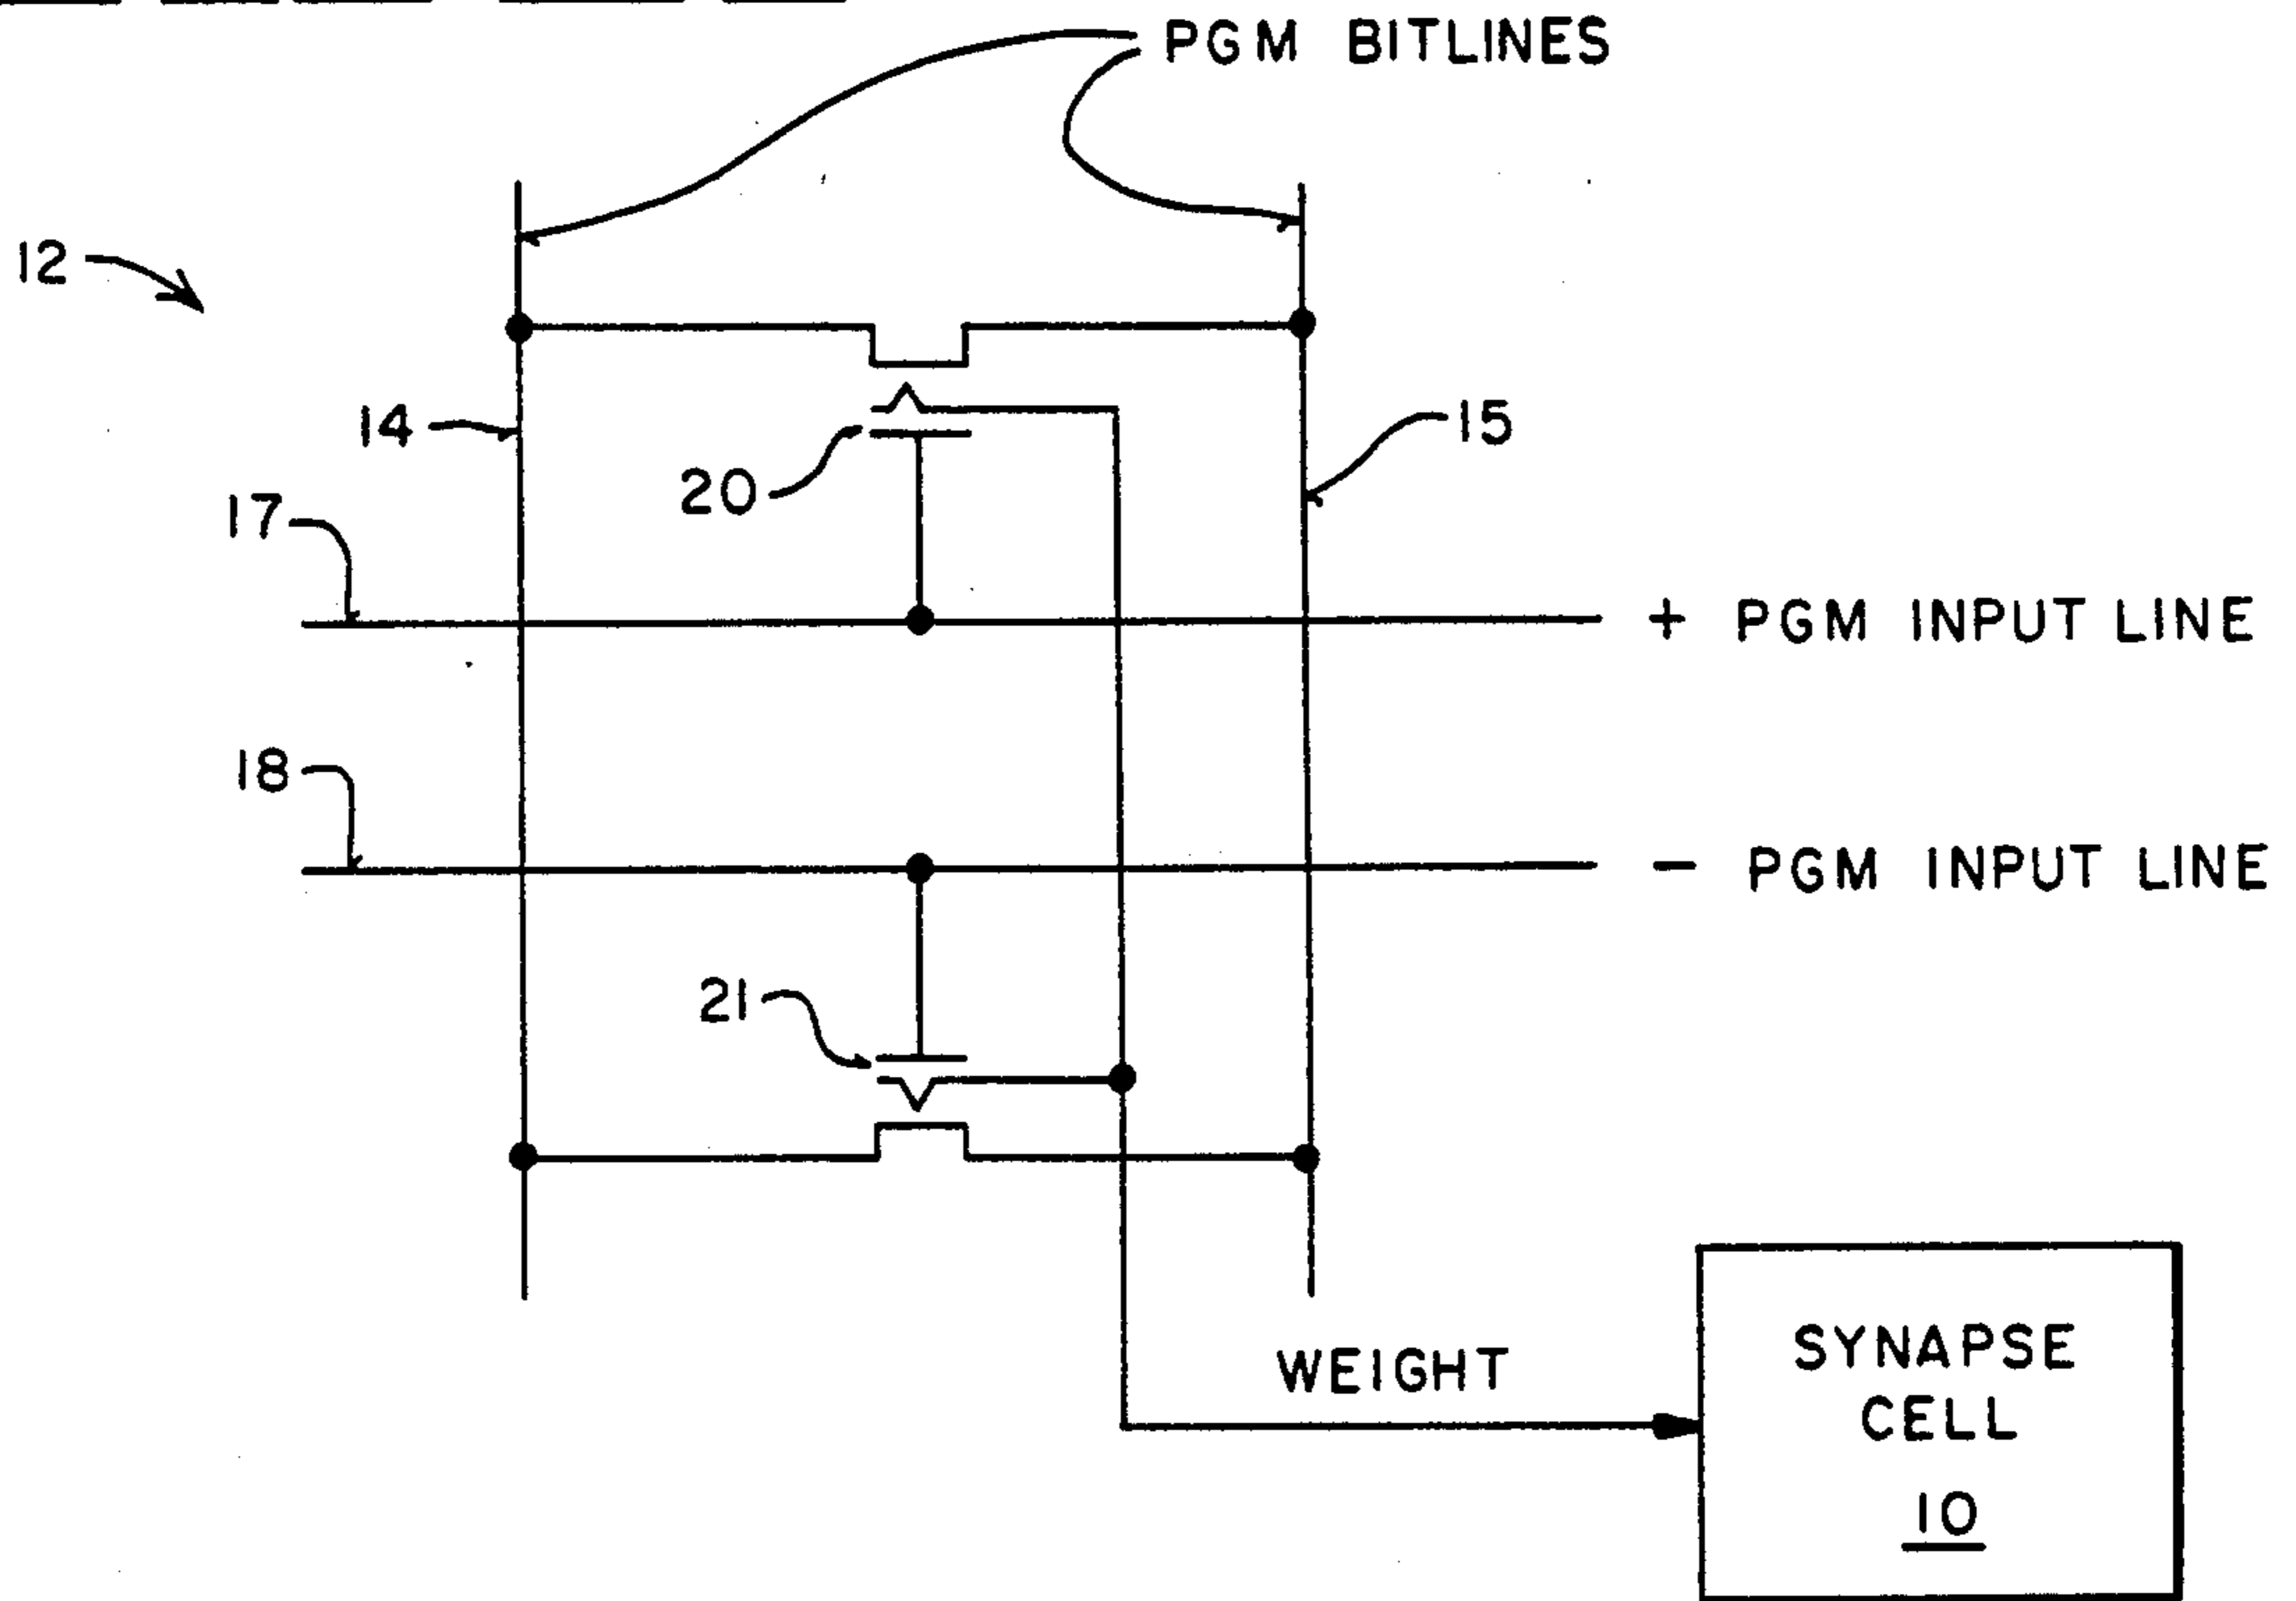 PGM BITLINES
12
14
15
20
17
+ PGM INPUT LINE
18
- PGM INPUT LINE
21
WEIGHT
SYNAPSE
CELL
10